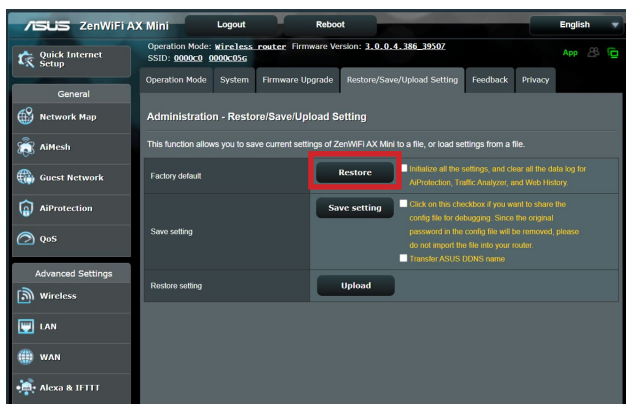 ASUS ZenWiFi AX Mini Logout Reboot English
Quick Internet Setup
Operation Mode: Wireless router Firmware Version: 3.0.0.4.386_39507
SSID: 0000c0 0000c05G
App
Operation Mode System Firmware Upgrade Restore/Save/Upload Setting Feedback Privacy
General
Network Map
AiMesh
Guest Network
AiProtection
QoS
Advanced Settings
Wireless
LAN
WAN
Alexa & IFTTT
Administration - Restore/Save/Upload Setting
This function allows you to save current settings of ZenWiFi AX Mini to a file, or load settings from a file.
Factory default
Restore
Initialize all the settings, and clear all the data log for
AiProtection, Traffic Analyzer, and Web History.
Save setting
Save setting
Click on this checkbox if you want to share the
config file for debugging. Since the original
password in the config file will be removed, please
do not import the file into your router.
Transfer ASUS DDNS name
Restore setting
Upload